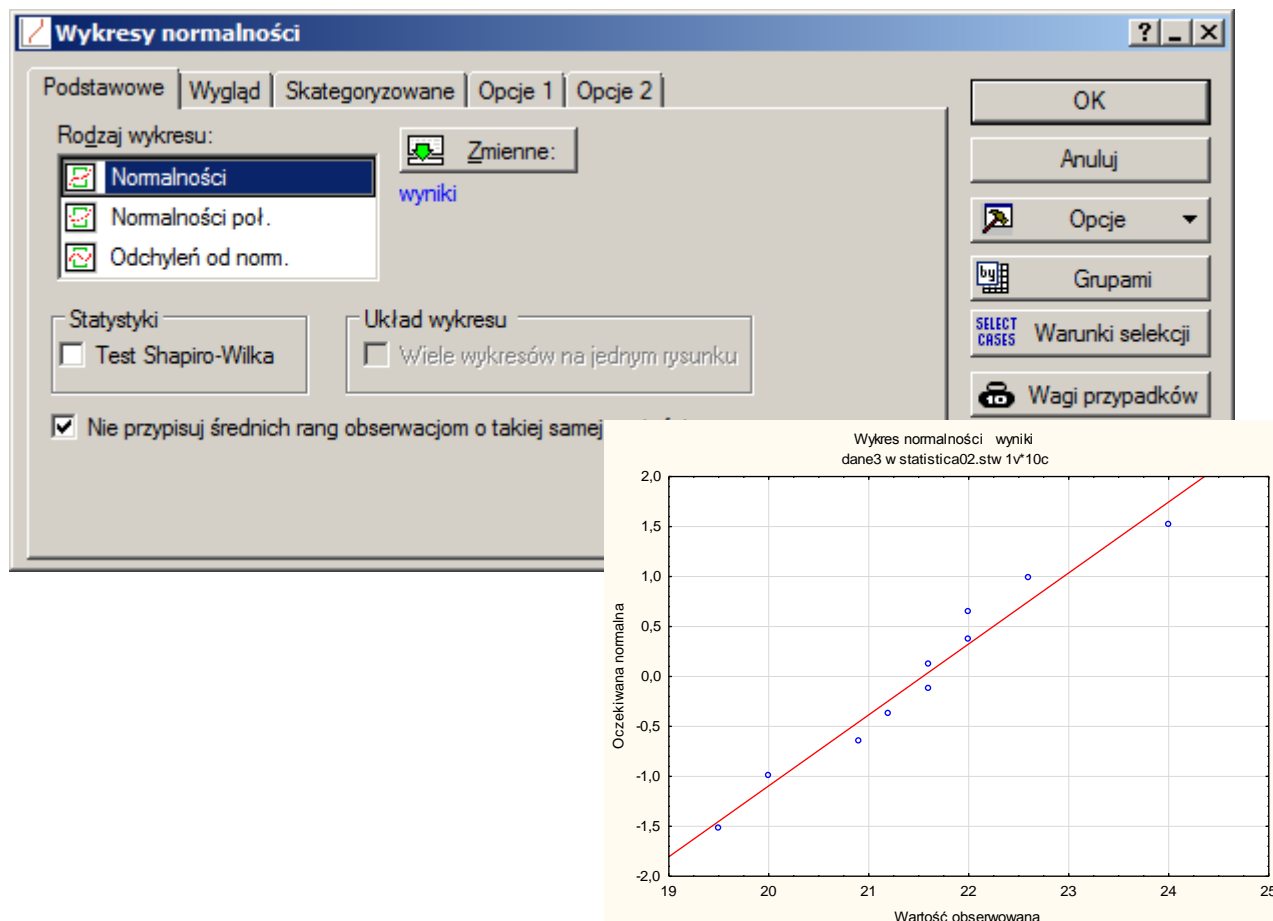 Wykresy normalności
Podstawowe Wygląd Skategoryzowane Opcje 1 Opcje 2
Rodzaj wykresu:
Normalności
Normalności poł.
Odchyleń od norm.
Zmienne:
wyniki
Statystyki
Test Shapiro-Wilka
Układ wykresu
Wiele wykresów na jednym rysunku
Nie przypisuj średnich rang obserwacjom o takiej samej
OK
Anuluj
Opcje
by
Grupami
SELECT CASES
Warunki selekcji
10
Wagi przypadków
Wykres normalności wyniki
dane3 w statistica02.stw 1v*10c
Oczekiwana normalna
2,0
1,5
1,0
0,5
0,0
-0,5
-1,0
-1,5
-2,0
19 20 21 22 23 24 25
Wartość obserwowana